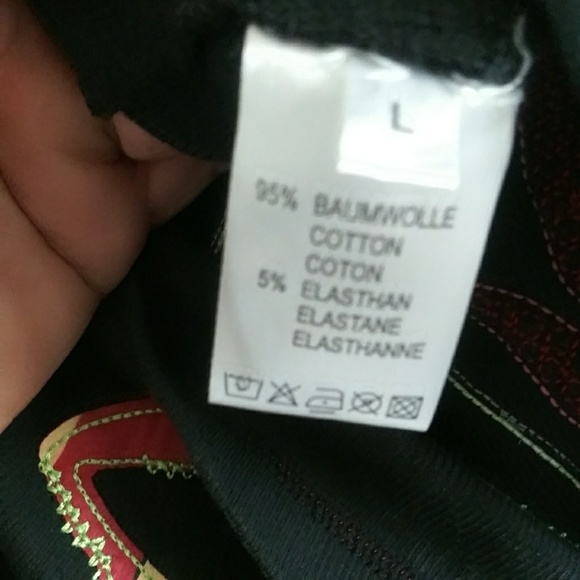 L
95% BAUMWOLLE
COTTON
COTON
5% ELASTHAN
ELASTANE
ELASTHANNE